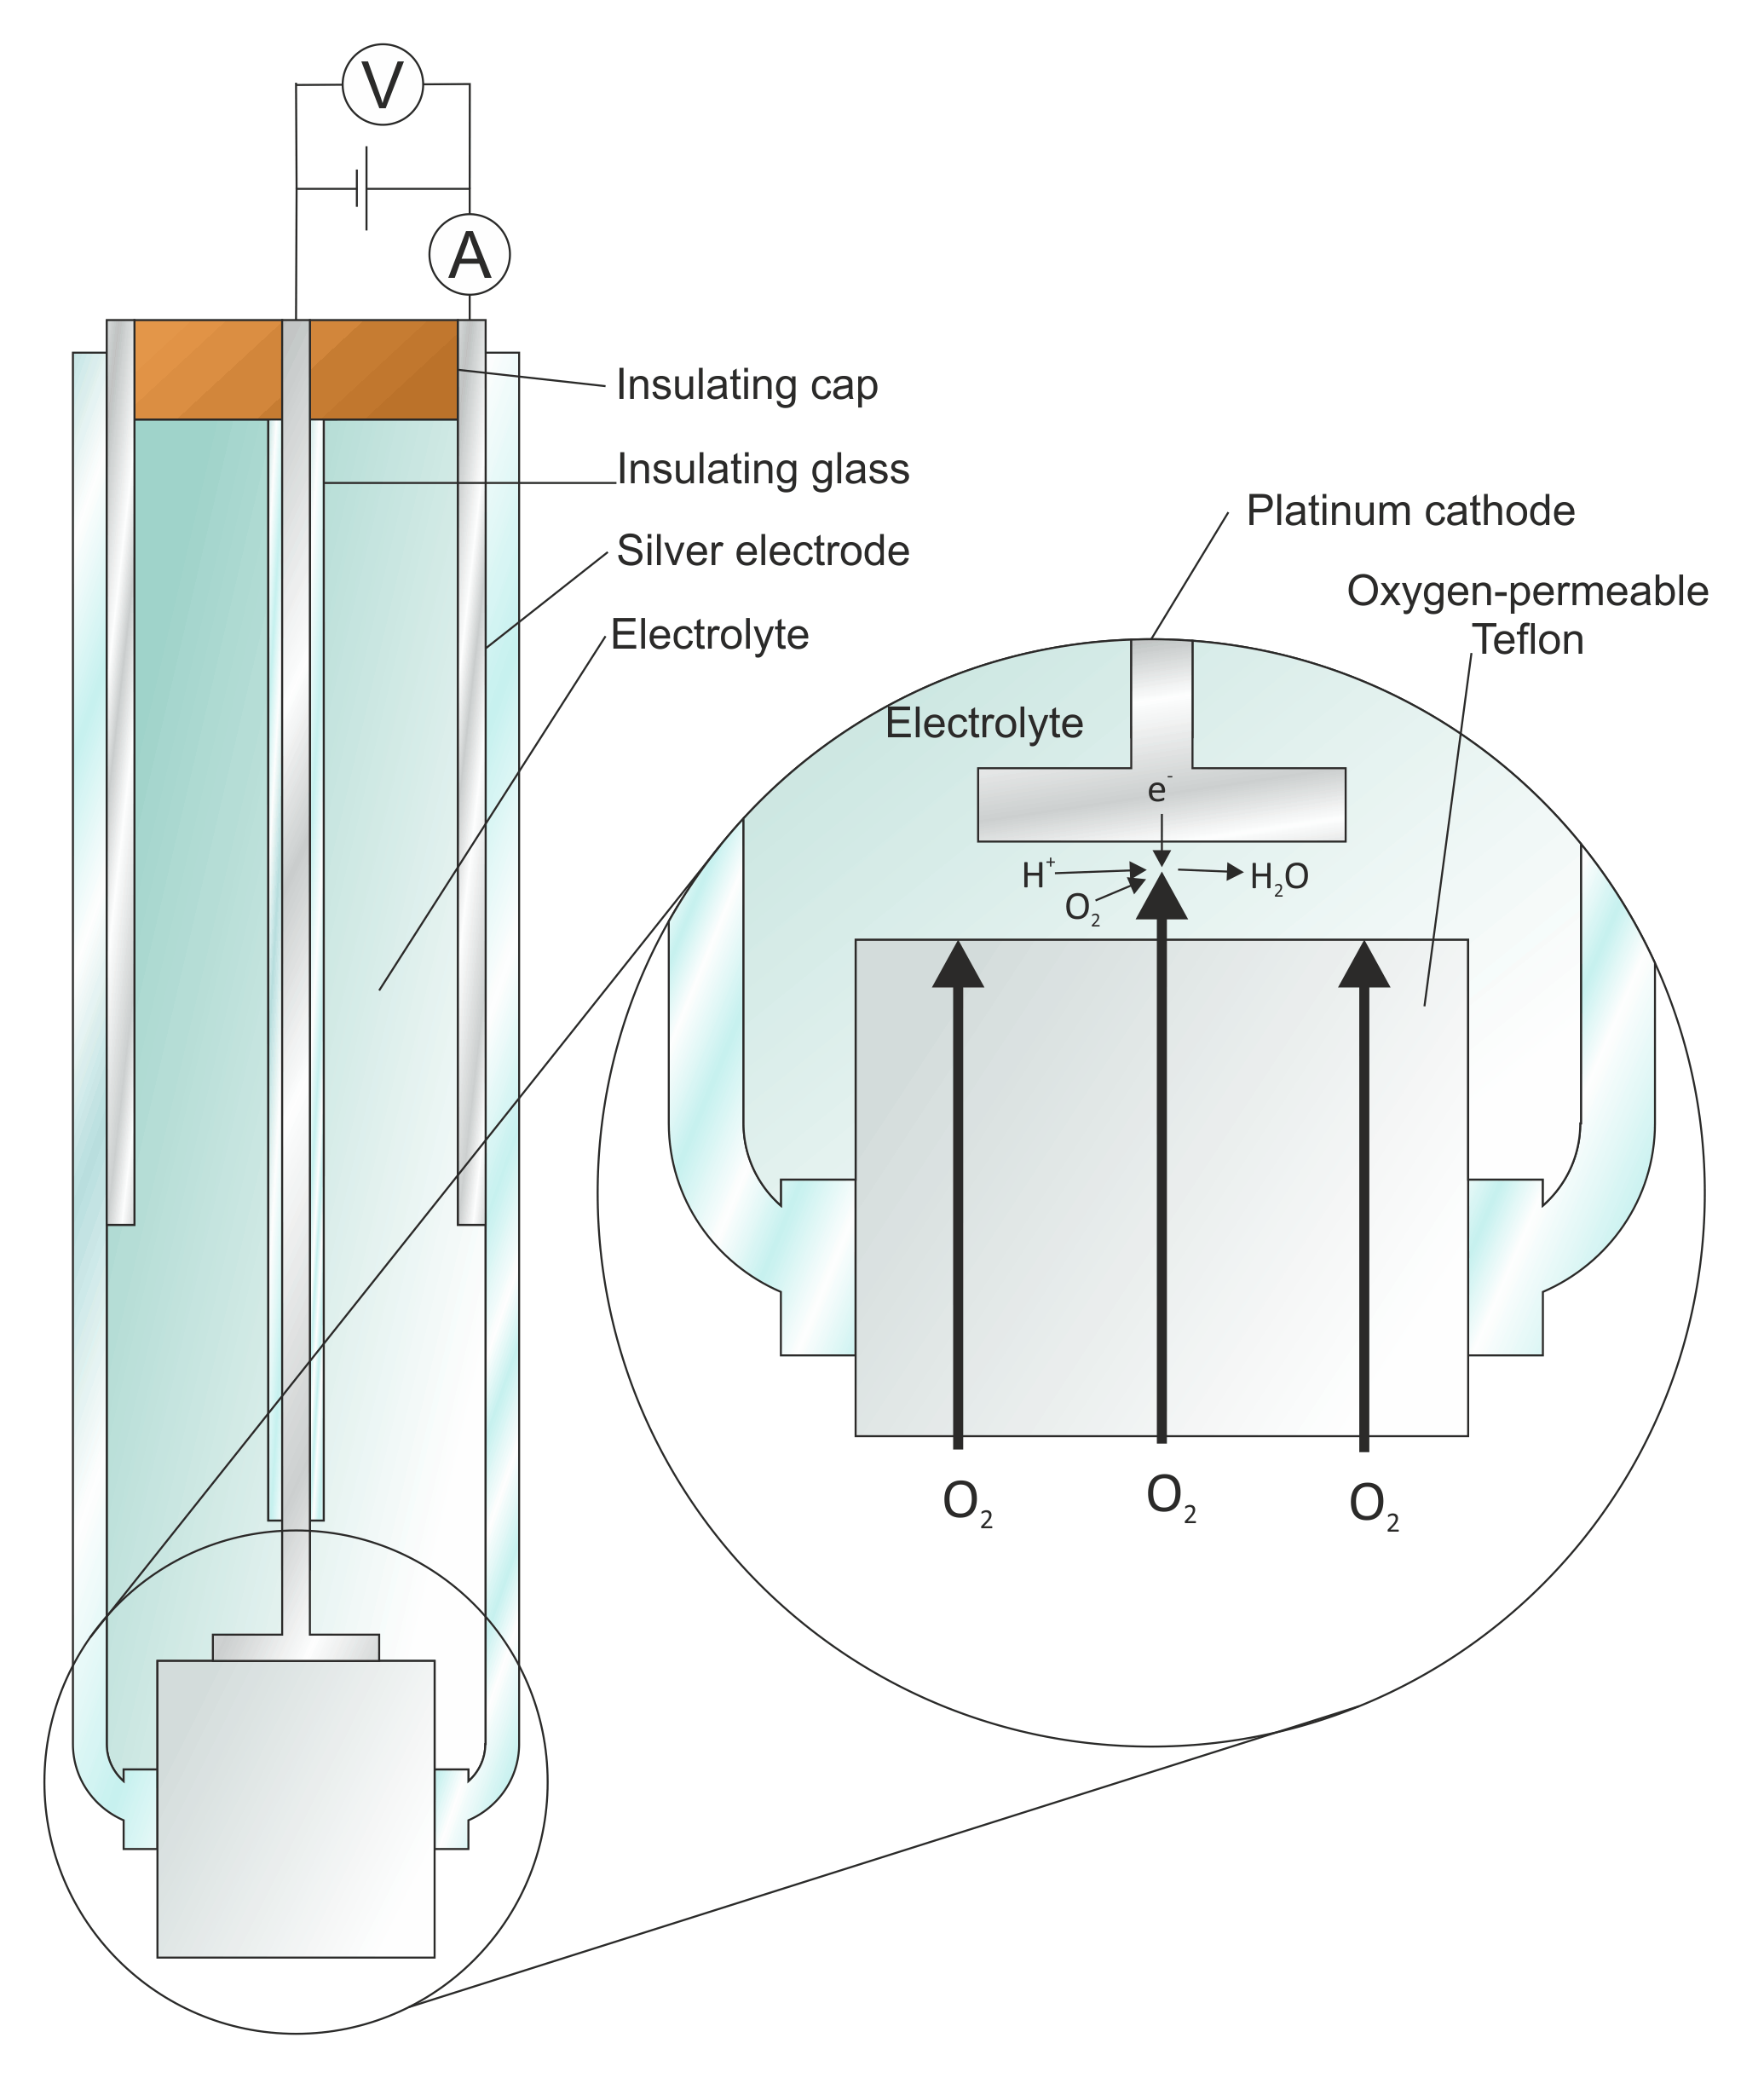 V
A
Insulating cap
Insulating glass
Silver electrode
Electrolyte
Platinum cathode
Oxygen-permeable
Teflon
Electrolyte
e⁻
H⁺
O₂
H₂O
O₂
O₂
O₂